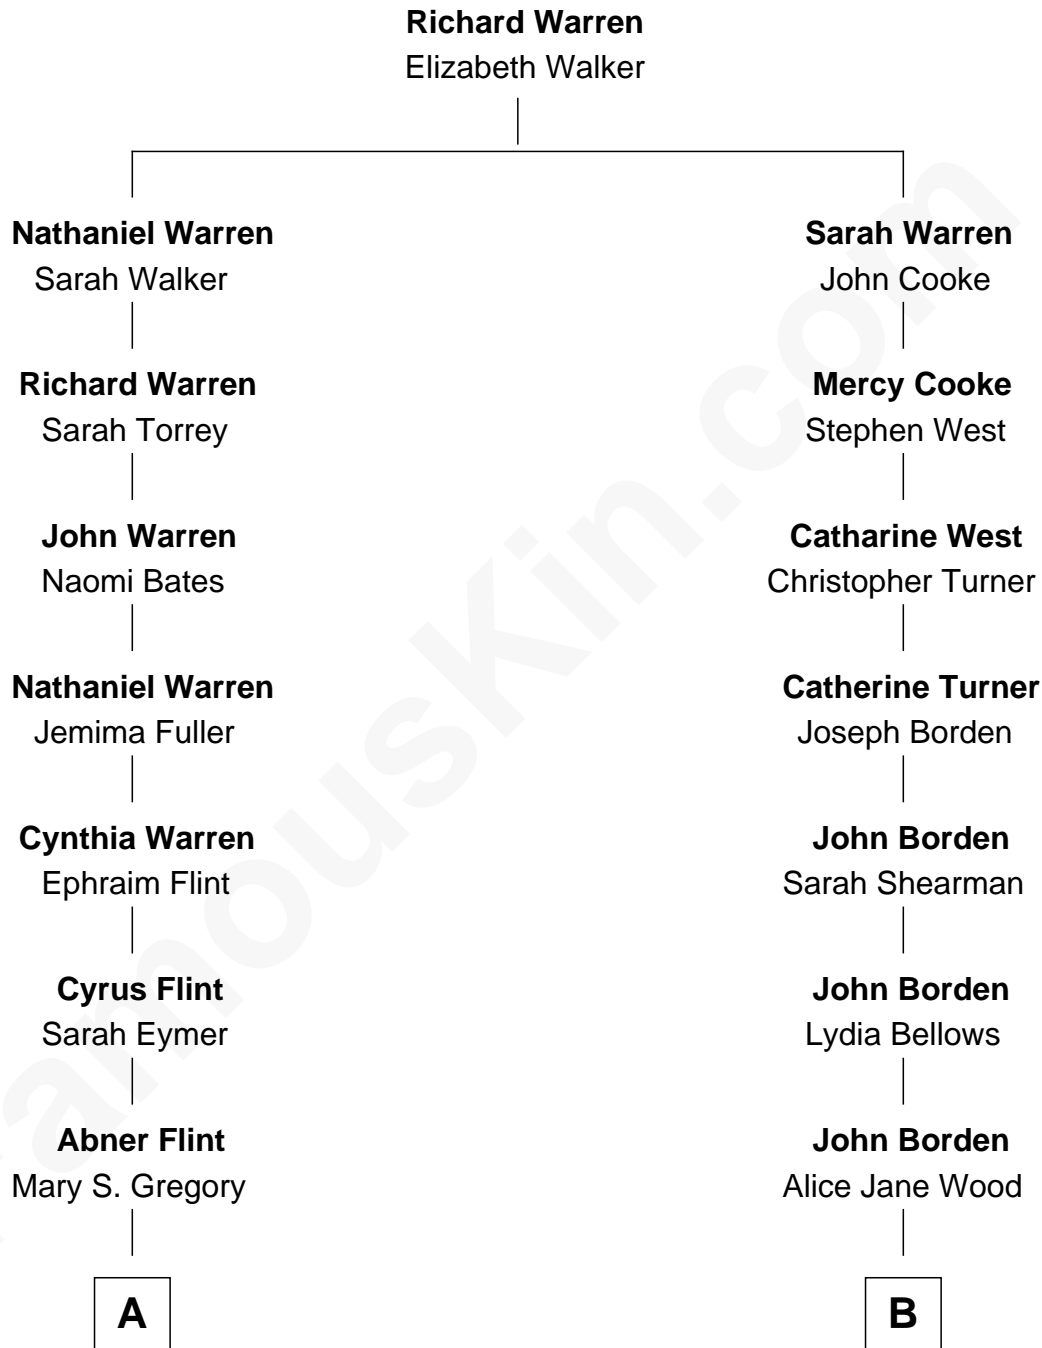 Richard Warren
Elizabeth Walker
Nathaniel Warren
Sarah Walker
Sarah Warren
John Cooke
Richard Warren
Sarah Torrey
Mercy Cooke
Stephen West
John Warren
Naomi Bates
Catharine West
Christopher Turner
Nathaniel Warren
Jemima Fuller
Catherine Turner
Joseph Borden
Cynthia Warren
Ephraim Flint
John Borden
Sarah Shearman
Cyrus Flint
Sarah Eymer
John Borden
Lydia Bellows
Abner Flint
Mary S. Gregory
John Borden
Alice Jane Wood
A
B
FamousKin.com